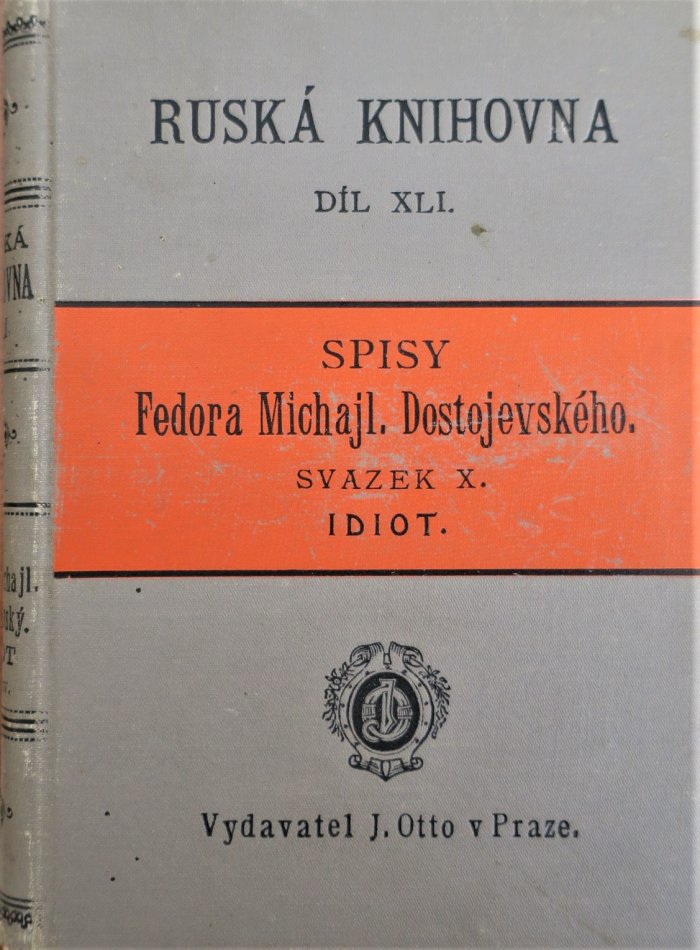 RUSKÁ KNIHOVNA
DÍL XLI.
SPISY
Fedora Michajl. Dostojevského.
SVAZEK X.
IDIOT.
Vydavatel J. Otto v Praze.